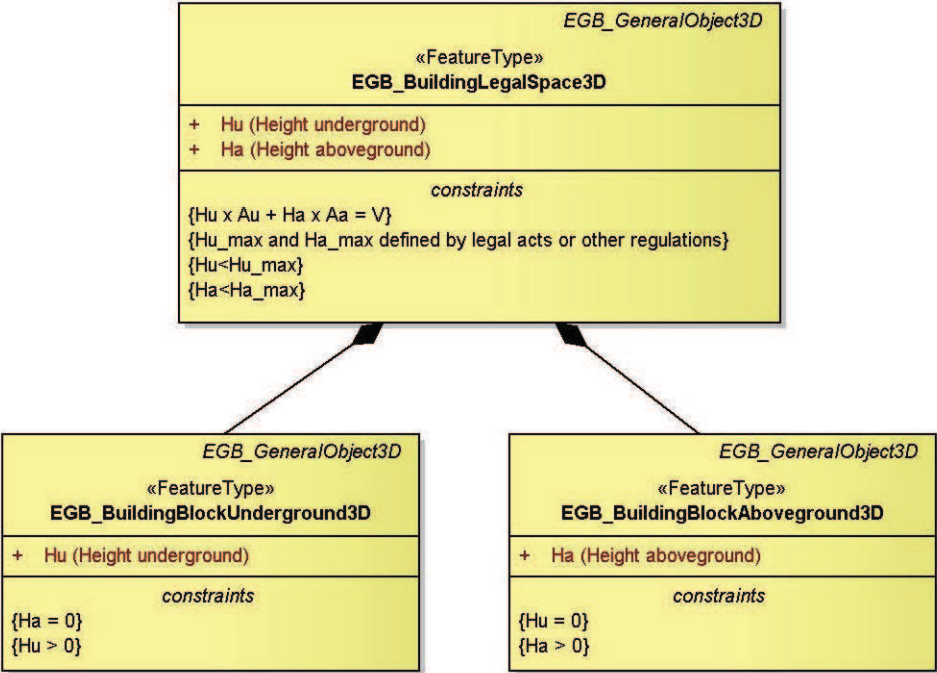 EGB_GeneralObject3D
«FeatureType»
EGB_BuildingLegalSpace3D
+ Hu (Height underground)
+ Ha (Height aboveground)
constraints
{Hu x Au + Ha x Aa = V}
{Hu_max and Ha_max defined by legal acts or other regulations}
{Hu<Hu_max}
{Ha<Ha_max}
EGB_GeneralObject3D
«FeatureType»
EGB_BuildingBlockUnderground3D
+ Hu (Height underground)
constraints
{Ha = 0}
{Hu > 0}
EGB_GeneralObject3D
«FeatureType»
EGB_BuildingBlockAboveground3D
+ Ha (Height aboveground)
constraints
{Hu = 0}
{Ha > 0}